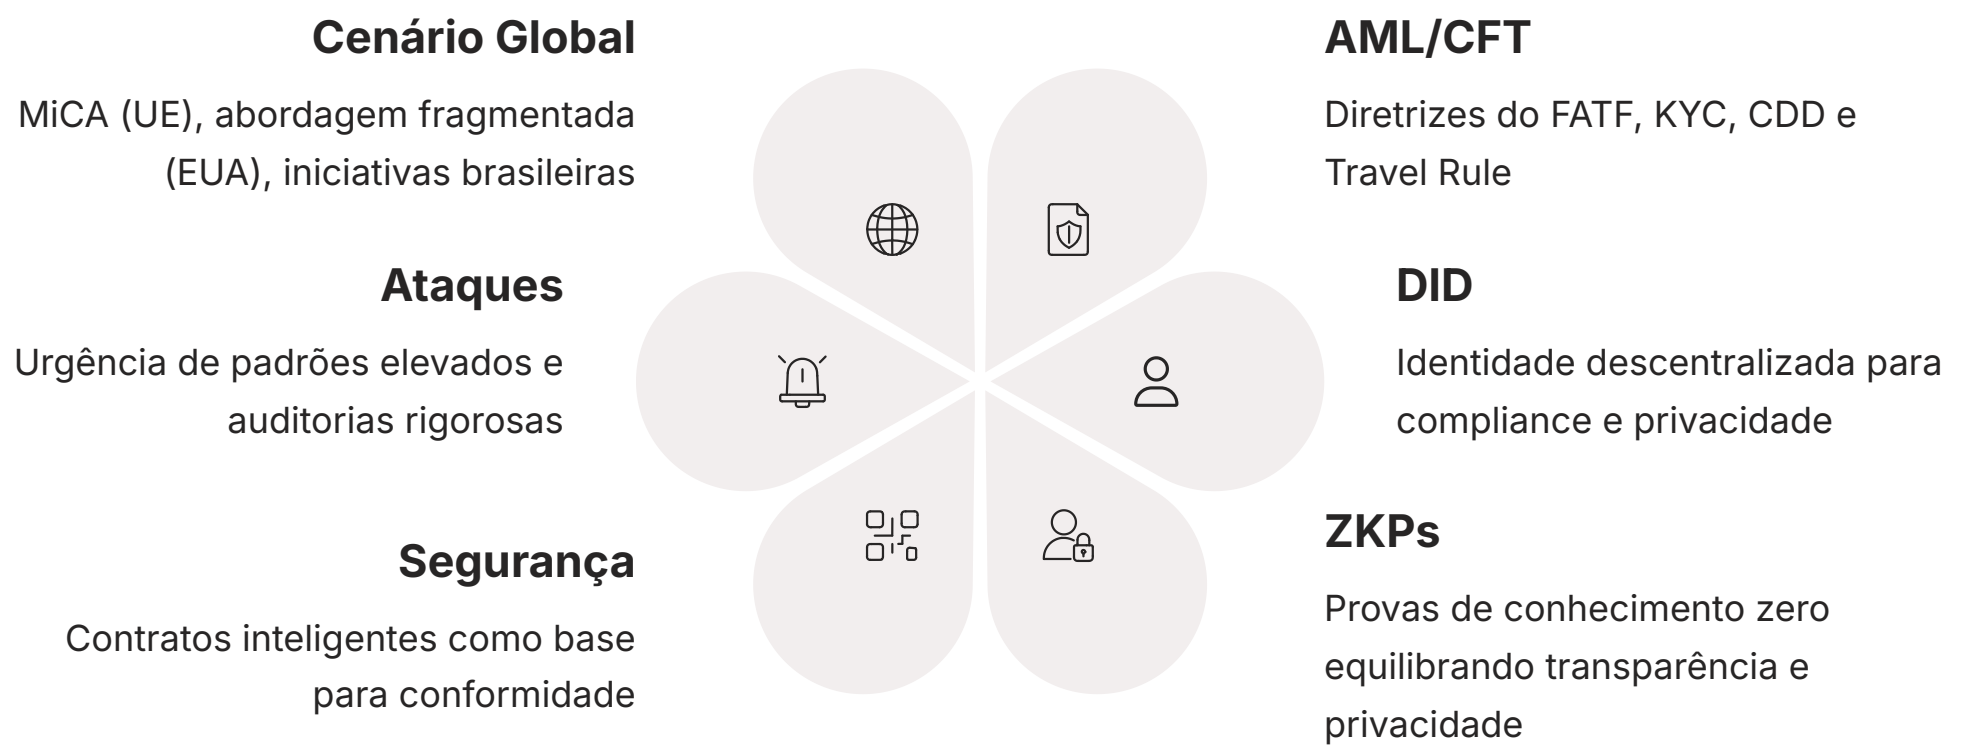 Cenário Global
MiCA (UE), abordagem fragmentada
(EUA), iniciativas brasileiras
AML/CFT
Diretrizes do FATF, KYC, CDD e
Travel Rule
Ataques
Urgência de padrões elevados e
auditorias rigorosas
DID
Identidade descentralizada para
compliance e privacidade
Segurança
Contratos inteligentes como base
para conformidade
ZKPs
Provas de conhecimento zero
equilibrando transparência e
privacidade